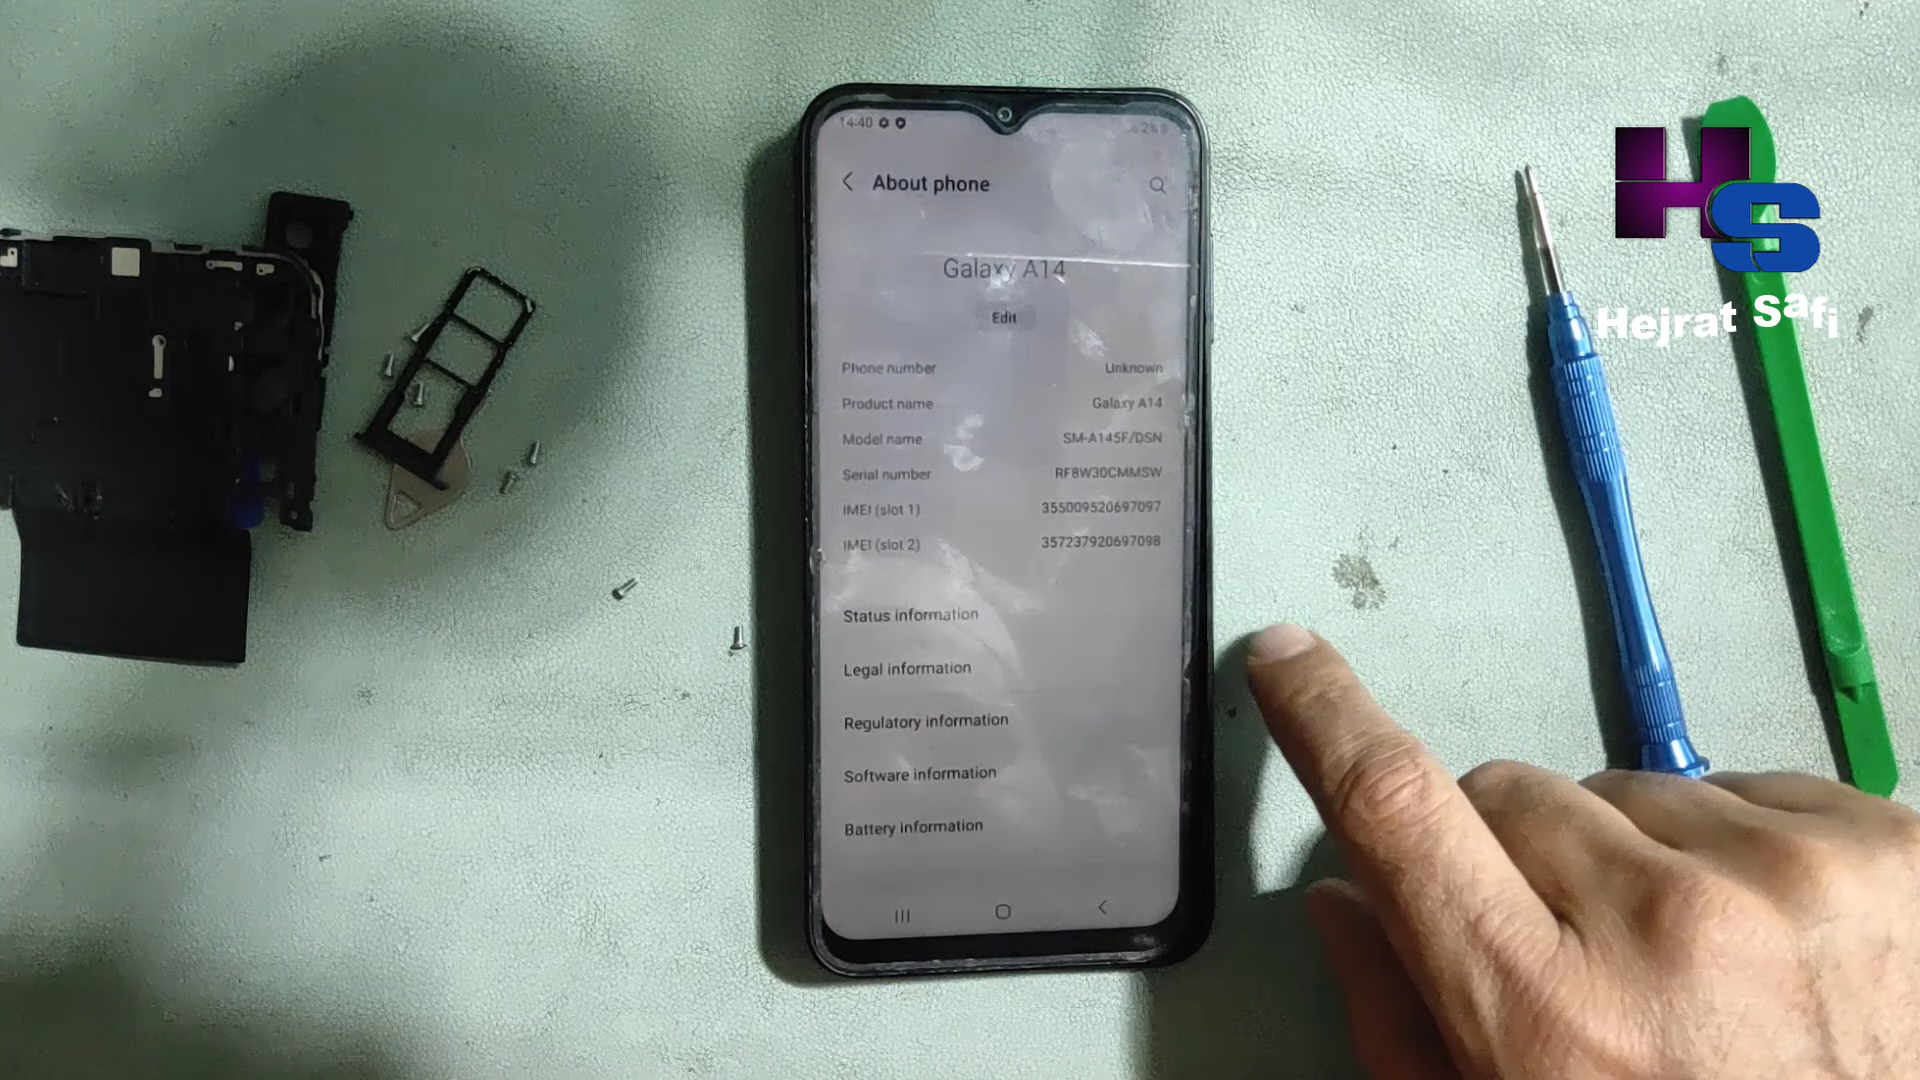 14:40
2%
About phone
Galaxy A14
Edit
Phone number Unknown
Product name Galaxy A14
Model name SM-A145F/DSN
Serial number RF8W30CMMSW
IMEI (slot 1) 355009520697097
IMEI (slot 2) 357237920697098
Status information
Legal information
Regulatory information
Software information
Battery information
HS
Hejrat Safi